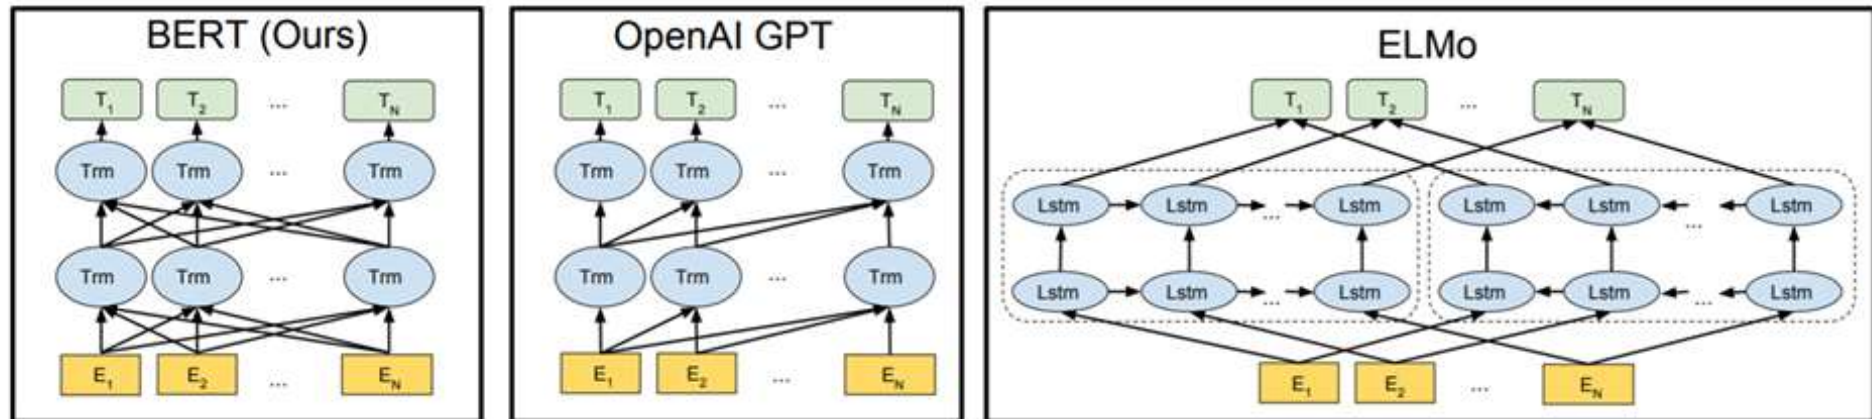 BERT (Ours)
T1 T2 ... TN
Trm Trm ... Trm
Trm Trm ... Trm
E1 E2 ... EN
OpenAI GPT
T1 T2 ... TN
Trm Trm ... Trm
Trm Trm ... Trm
E1 E2 ... EN
ELMo
T1 T2 ... TN
Lstm Lstm ... Lstm Lstm Lstm ... Lstm
Lstm Lstm ... Lstm Lstm Lstm ... Lstm
E1 E2 ... EN